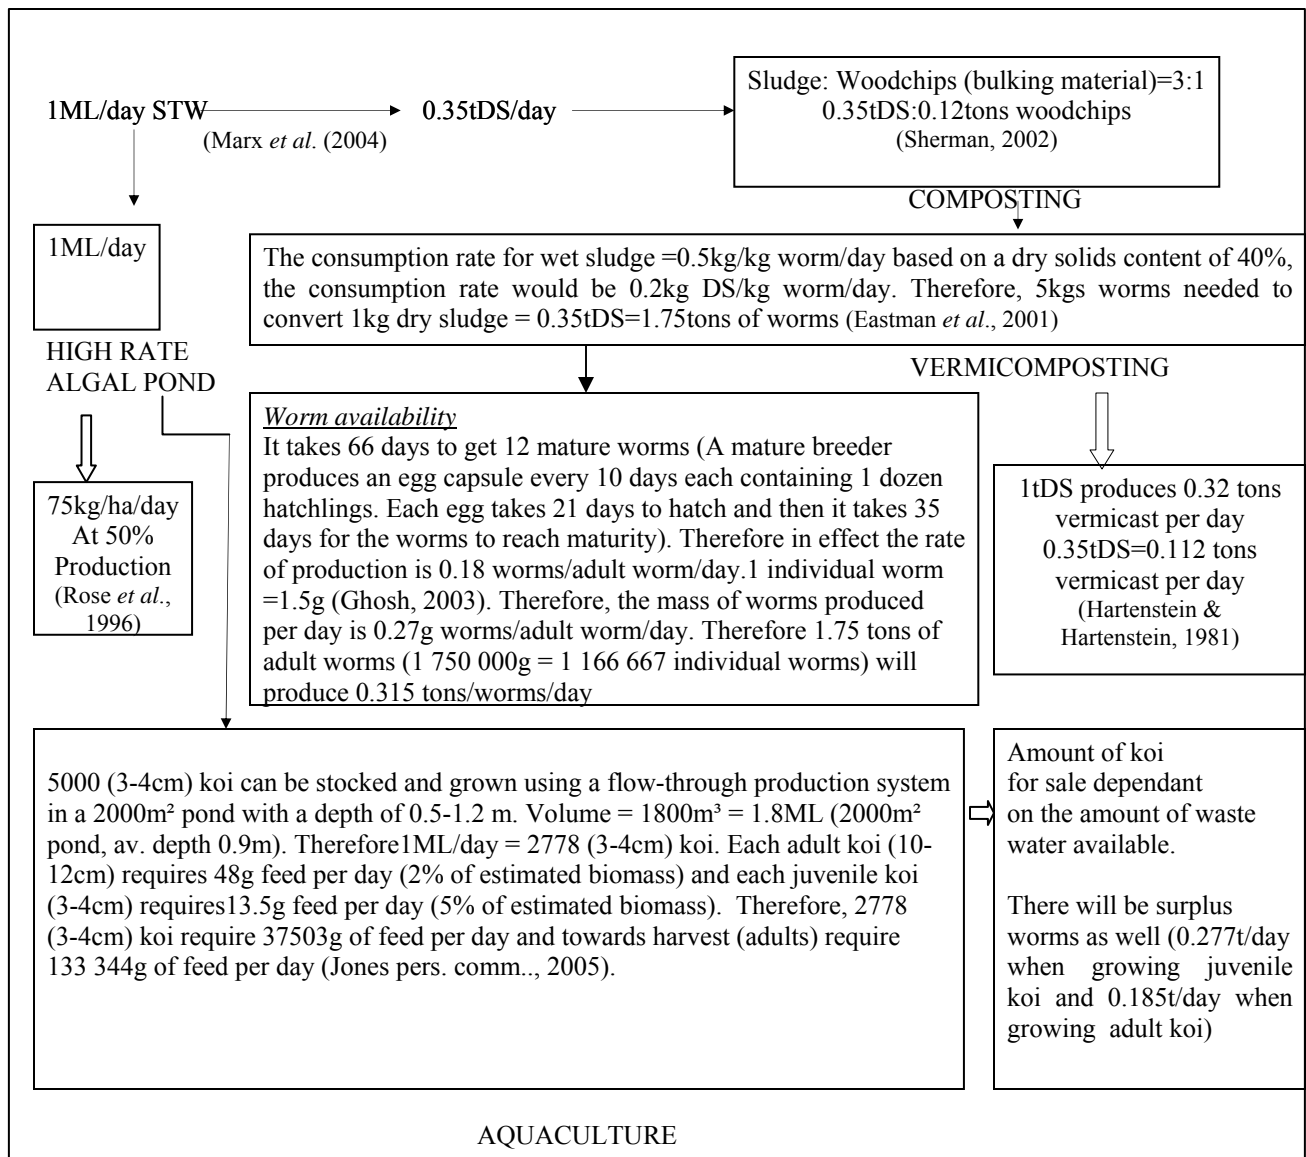 1ML/day STW
(Marx et al. (2004)
0.35tDS/day
Sludge: Woodchips (bulking material)=3:1
0.35tDS:0.12tons woodchips
(Sherman, 2002)
COMPOSTING
1ML/day
HIGH RATE
ALGAL POND
The consumption rate for wet sludge =0.5kg/kg worm/day based on a dry solids content of 40%,
the consumption rate would be 0.2kg DS/kg worm/day. Therefore, 5kgs worms needed to
convert 1kg dry sludge = 0.35tDS=1.75tons of worms (Eastman et al., 2001)
VERMICOMPOSTING
75kg/ha/day
At 50%
Production
(Rose et al.,
1996)
Worm availability
It takes 66 days to get 12 mature worms (A mature breeder
produces an egg capsule every 10 days each containing 1 dozen
hatchlings. Each egg takes 21 days to hatch and then it takes 35
days for the worms to reach maturity). Therefore in effect the rate
of production is 0.18 worms/adult worm/day.1 individual worm
=1.5g (Ghosh, 2003). Therefore, the mass of worms produced
per day is 0.27g worms/adult worm/day. Therefore 1.75 tons of
adult worms (1 750 000g = 1 166 667 individual worms) will
produce 0.315 tons/worms/day
1tDS produces 0.32 tons
vermicast per day
0.35tDS=0.112 tons
vermicast per day
(Hartenstein &
Hartenstein, 1981)
5000 (3-4cm) koi can be stocked and grown using a flow-through production system
in a 2000m² pond with a depth of 0.5-1.2 m. Volume = 1800m³ = 1.8ML (2000m²
pond, av. depth 0.9m). Therefore1ML/day = 2778 (3-4cm) koi. Each adult koi (10-
12cm) requires 48g feed per day (2% of estimated biomass) and each juvenile koi
(3-4cm) requires13.5g feed per day (5% of estimated biomass).  Therefore, 2778
(3-4cm) koi require 37503g of feed per day and towards harvest (adults) require
133 344g of feed per day (Jones pers. comm.., 2005).
Amount of koi
for sale dependant
on the amount of waste
water available.
There will be surplus
worms as well (0.277t/day
when growing juvenile
koi and 0.185t/day when
growing adult koi)
AQUACULTURE